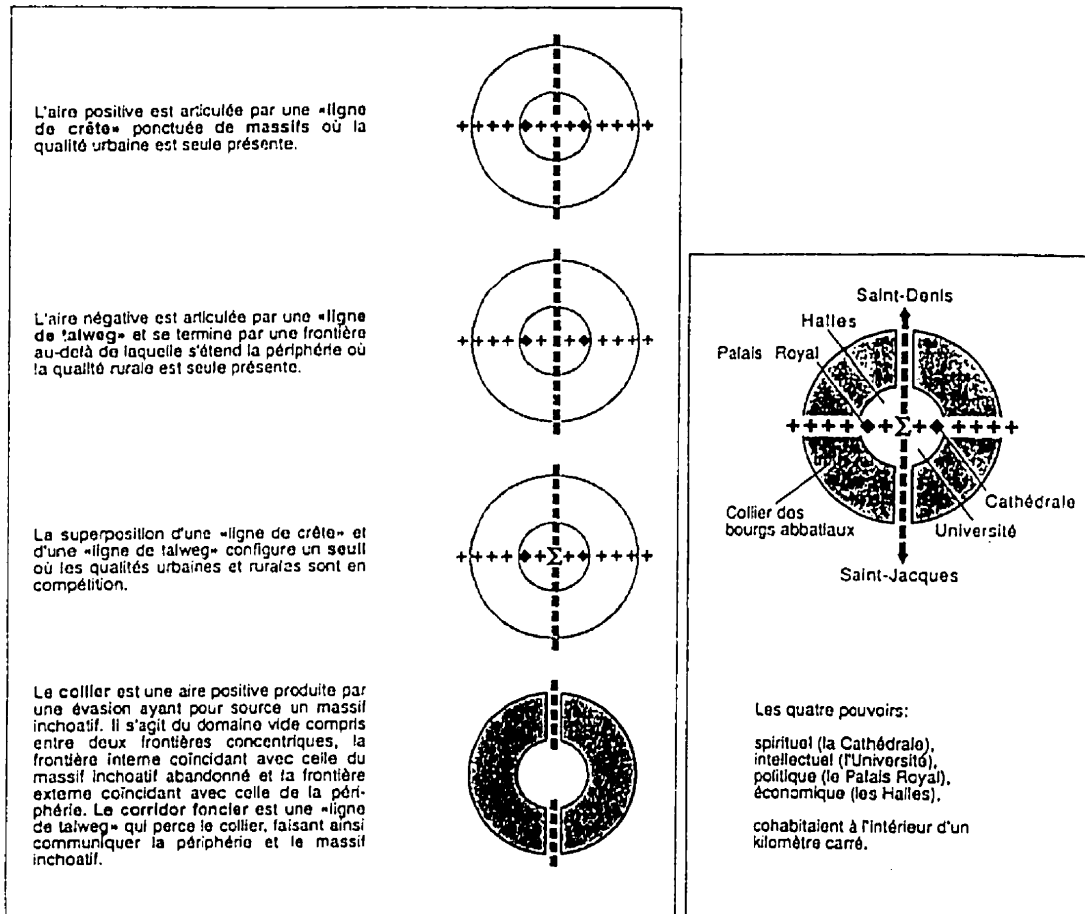 L'aire positive est articulée par une «ligne
de crête» ponctuée de massifs où la
qualité urbaine est seule présente.
L'aire négative est articulée par une «ligne
de talweg» et se termine par une frontière
au-delà de laquelle s'étend la périphérie où
la qualité rurale est seule présente.
La superposition d'une «ligne de crête» et
d'une «ligne de talweg» configure un seuil
où les qualités urbaines et rurales sont en
compétition.
Σ
Le collier est une aire positive produite par
une évasion ayant pour source un massif
inchoatif. Il s'agit du domaine vide compris
entre deux frontières concentriques, la
frontière interne coïncidant avec celle du
massif inchoatif abandonné et la frontière
externe coïncidant avec celle de la péri-
phérie. Le corridor foncier est une «ligne
de talweg» qui perce le collier, faisant ainsi
communiquer la périphérie et le massif
inchoatif.
Saint-Denis
Halles
Palais Royal
Σ
Cathédrale
Collier des
bourgs abbatiaux
Université
Saint-Jacques
Les quatre pouvoirs:
spirituel (la Cathédrale),
intellectuel (l'Université),
politique (le Palais Royal),
économique (les Halles),
cohabitaient à l'intérieur d'un
kilomètre carré.